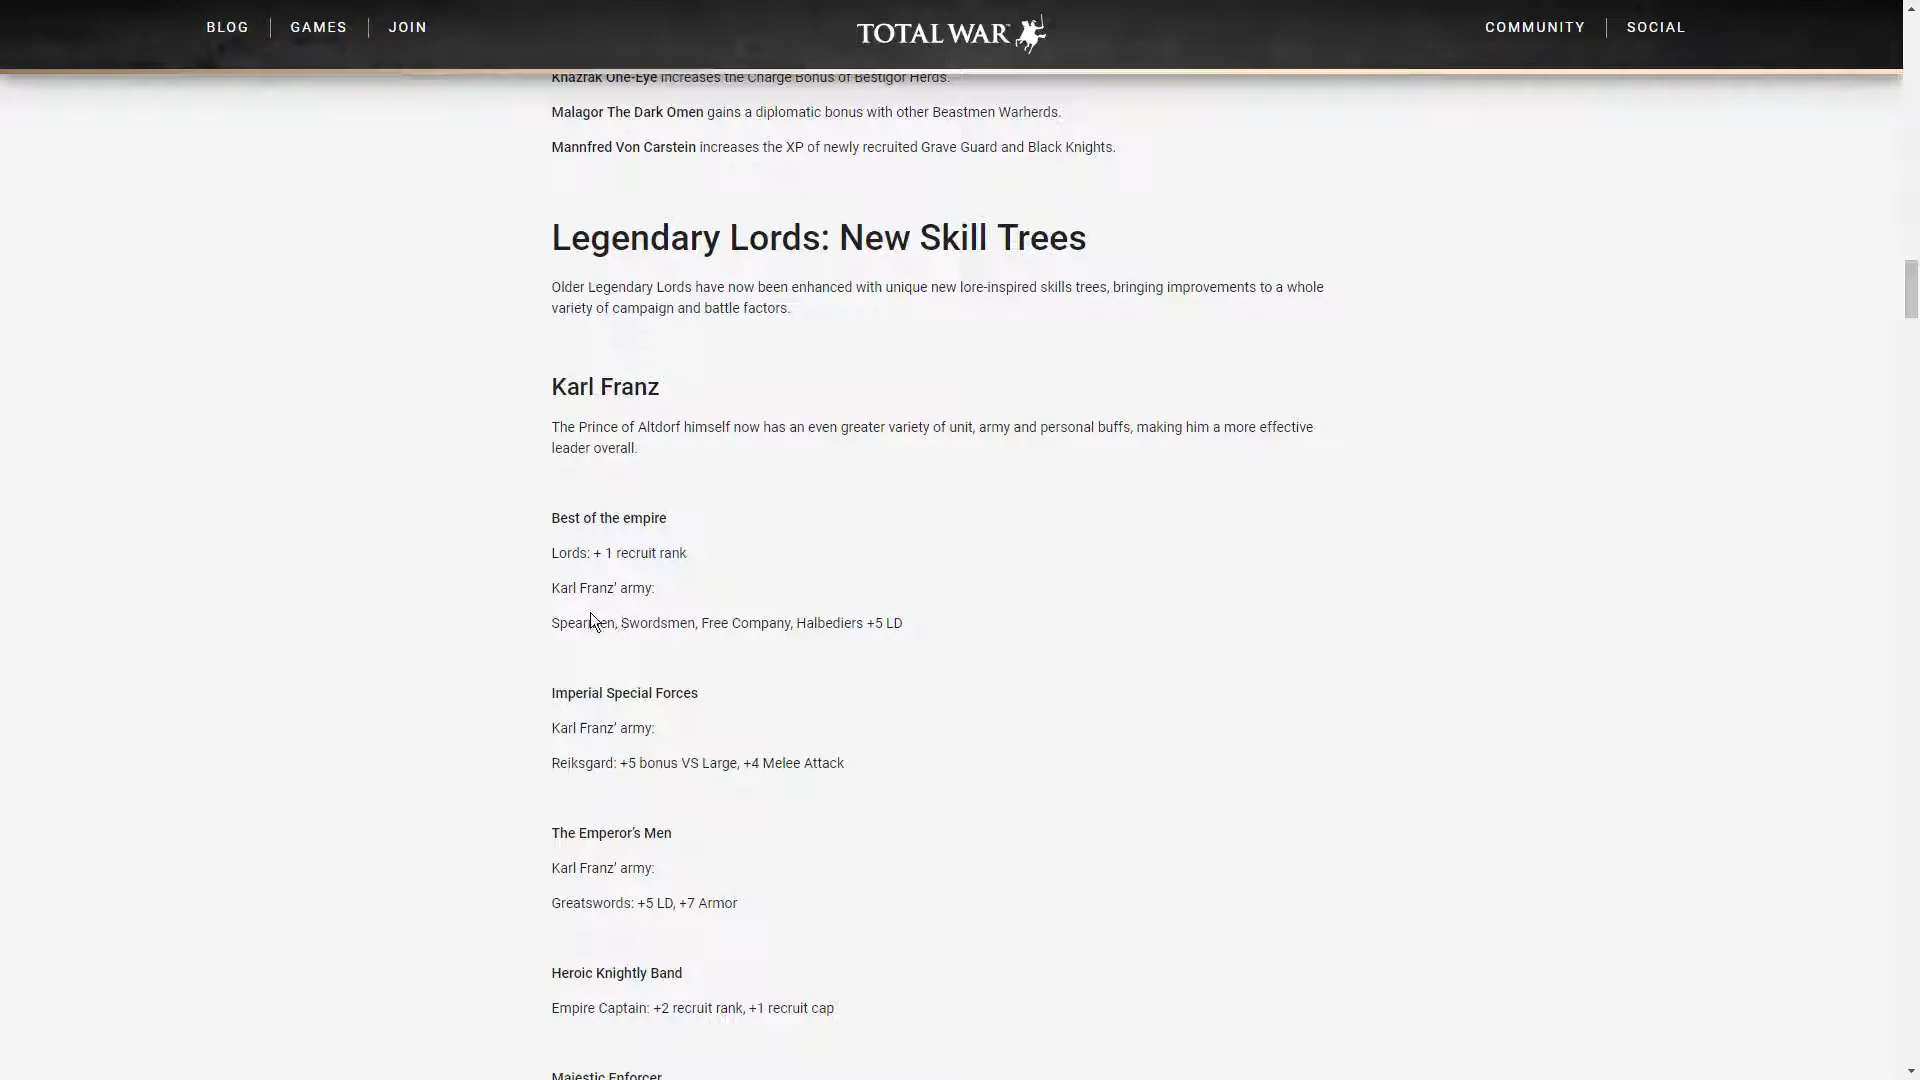 BLOG
GAMES
JOIN
TOTAL WAR
COMMUNITY
SOCIAL
Khazrak One-Eye increases the Charge Bonus of Bestigor Herds.
Malagor The Dark Omen gains a diplomatic bonus with other Beastmen Warherds.
Mannfred Von Carstein increases the XP of newly recruited Grave Guard and Black Knights.
Legendary Lords: New Skill Trees
Older Legendary Lords have now been enhanced with unique new lore-inspired skills trees, bringing improvements to a whole
variety of campaign and battle factors.
Karl Franz
The Prince of Altdorf himself now has an even greater variety of unit, army and personal buffs, making him a more effective
leader overall.
Best of the empire
Lords: + 1 recruit rank
Karl Franz’ army:
Spearmen, Swordsmen, Free Company, Halbediers +5 LD
Imperial Special Forces
Karl Franz’ army:
Reiksgard: +5 bonus VS Large, +4 Melee Attack
The Emperor’s Men
Karl Franz’ army:
Greatswords: +5 LD, +7 Armor
Heroic Knightly Band
Empire Captain: +2 recruit rank, +1 recruit cap
Majestic Enforcer